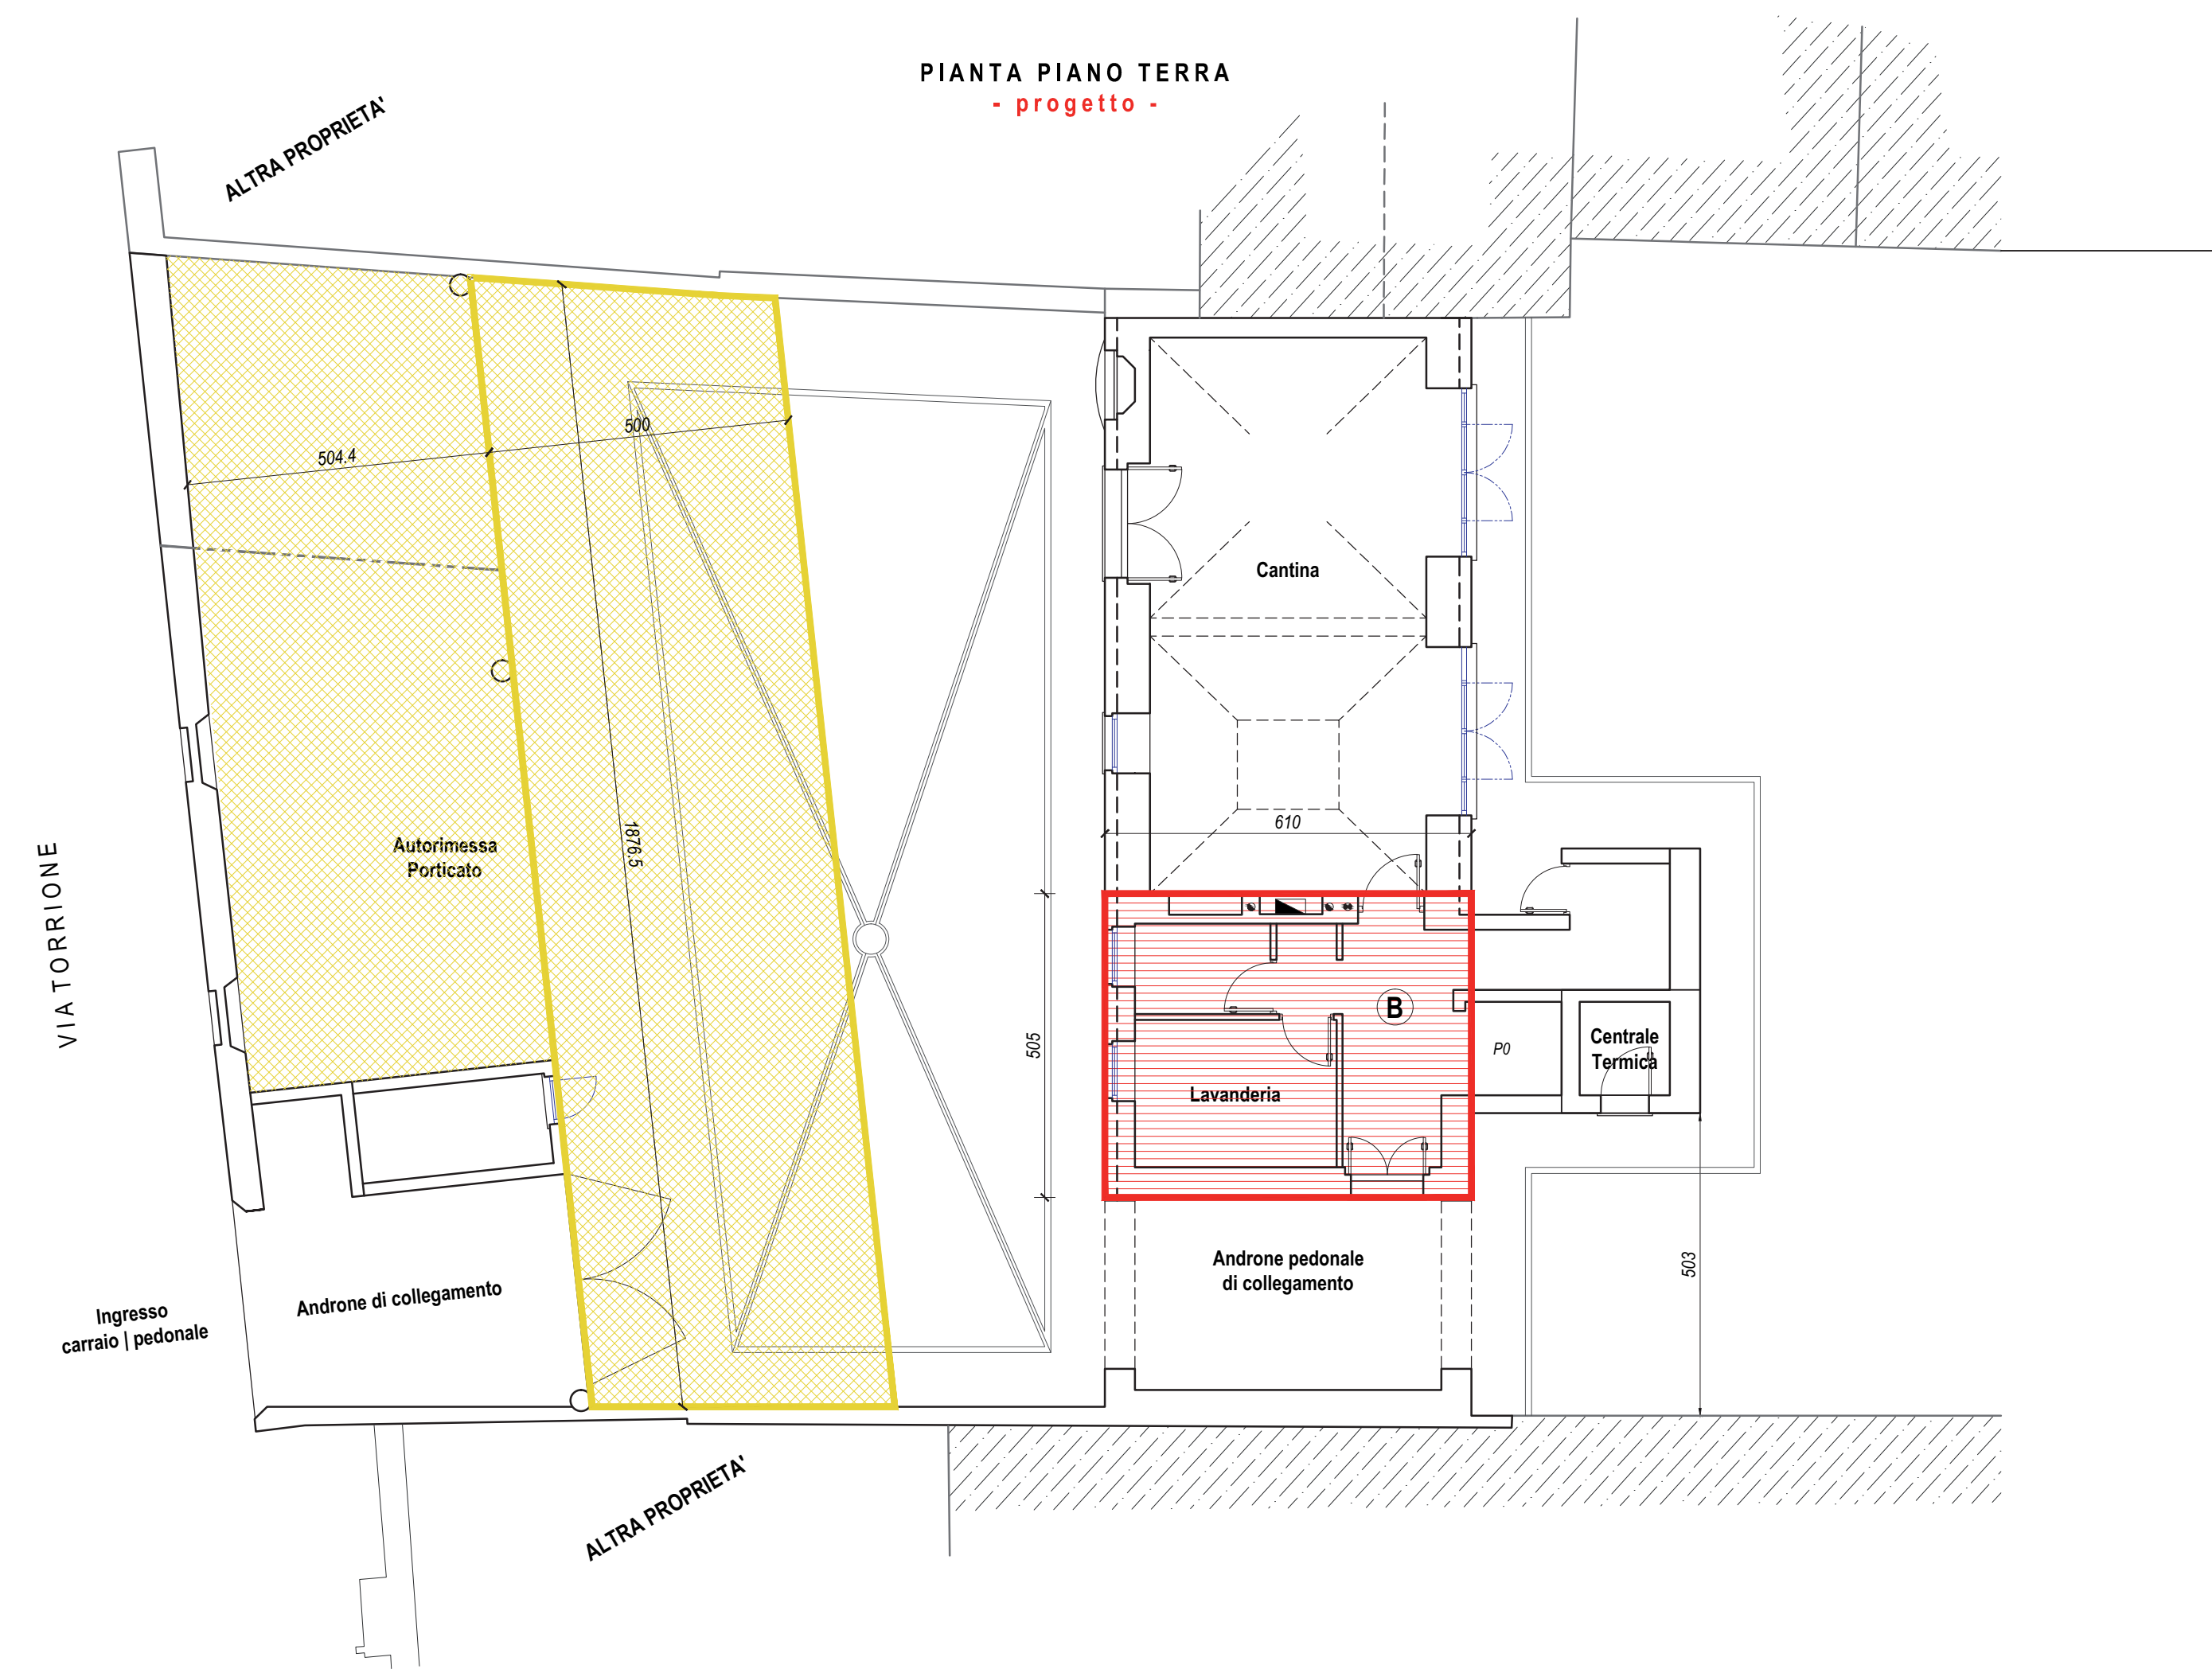 PIANTA PIANO TERRA
- progetto -
ALTRA PROPRIETA'
504.4
500
1876.5
Cantina
610
Autorimessa
Porticato
VIA TORRIONE
505
B
P0
Centrale
Termica
Lavanderia
503
Androne pedonale
di collegamento
Androne di collegamento
Ingresso
carraio | pedonale
ALTRA PROPRIETA'